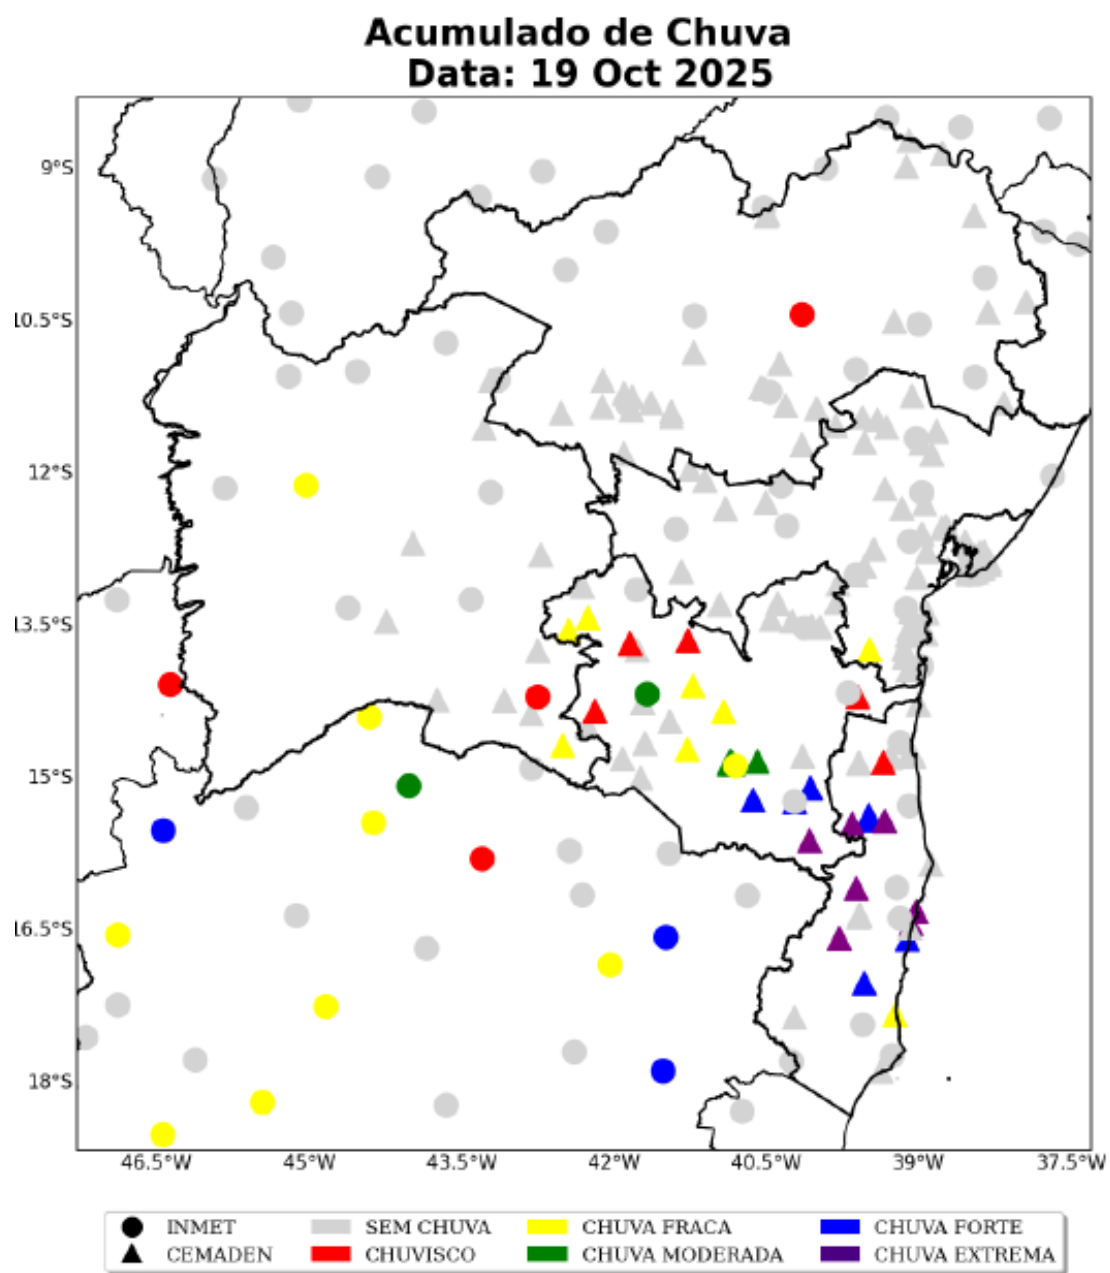 Acumulado de Chuva
Data: 19 Oct 2025
9°S
10.5°S
12°S
13.5°S
15°S
16.5°S
18°S
46.5°W 45°W 43.5°W 42°W 40.5°W 39°W 37.5°W
INMET SEM CHUVA CHUVA FRACA CHUVA FORTE
CEMADEN CHUVISCO CHUVA MODERADA CHUVA EXTREMA